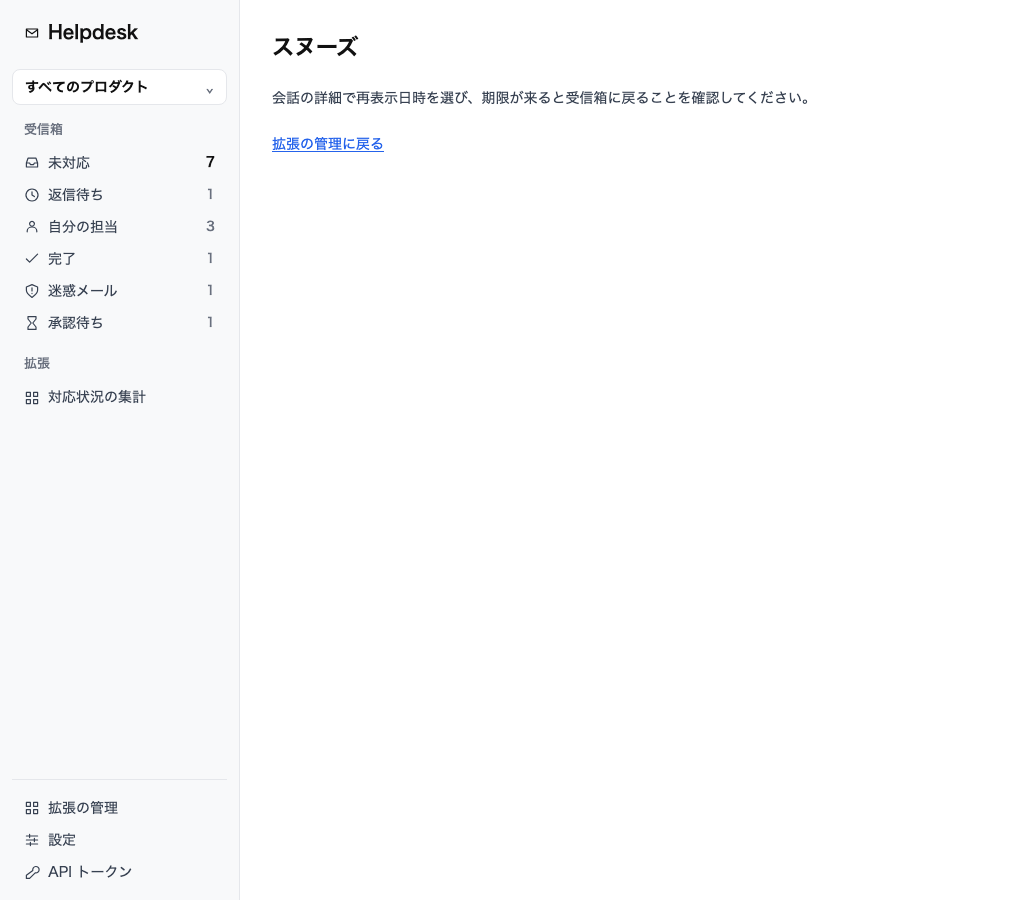 Helpdesk
すべてのプロダクト
受信箱
未対応 7
返信待ち 1
自分の担当 3
完了 1
迷惑メール 1
承認待ち 1
拡張
対応状況の集計
拡張の管理
設定
API トークン
スヌーズ
会話の詳細で再表示日時を選び、期限が来ると受信箱に戻ることを確認してください。
拡張の管理に戻る